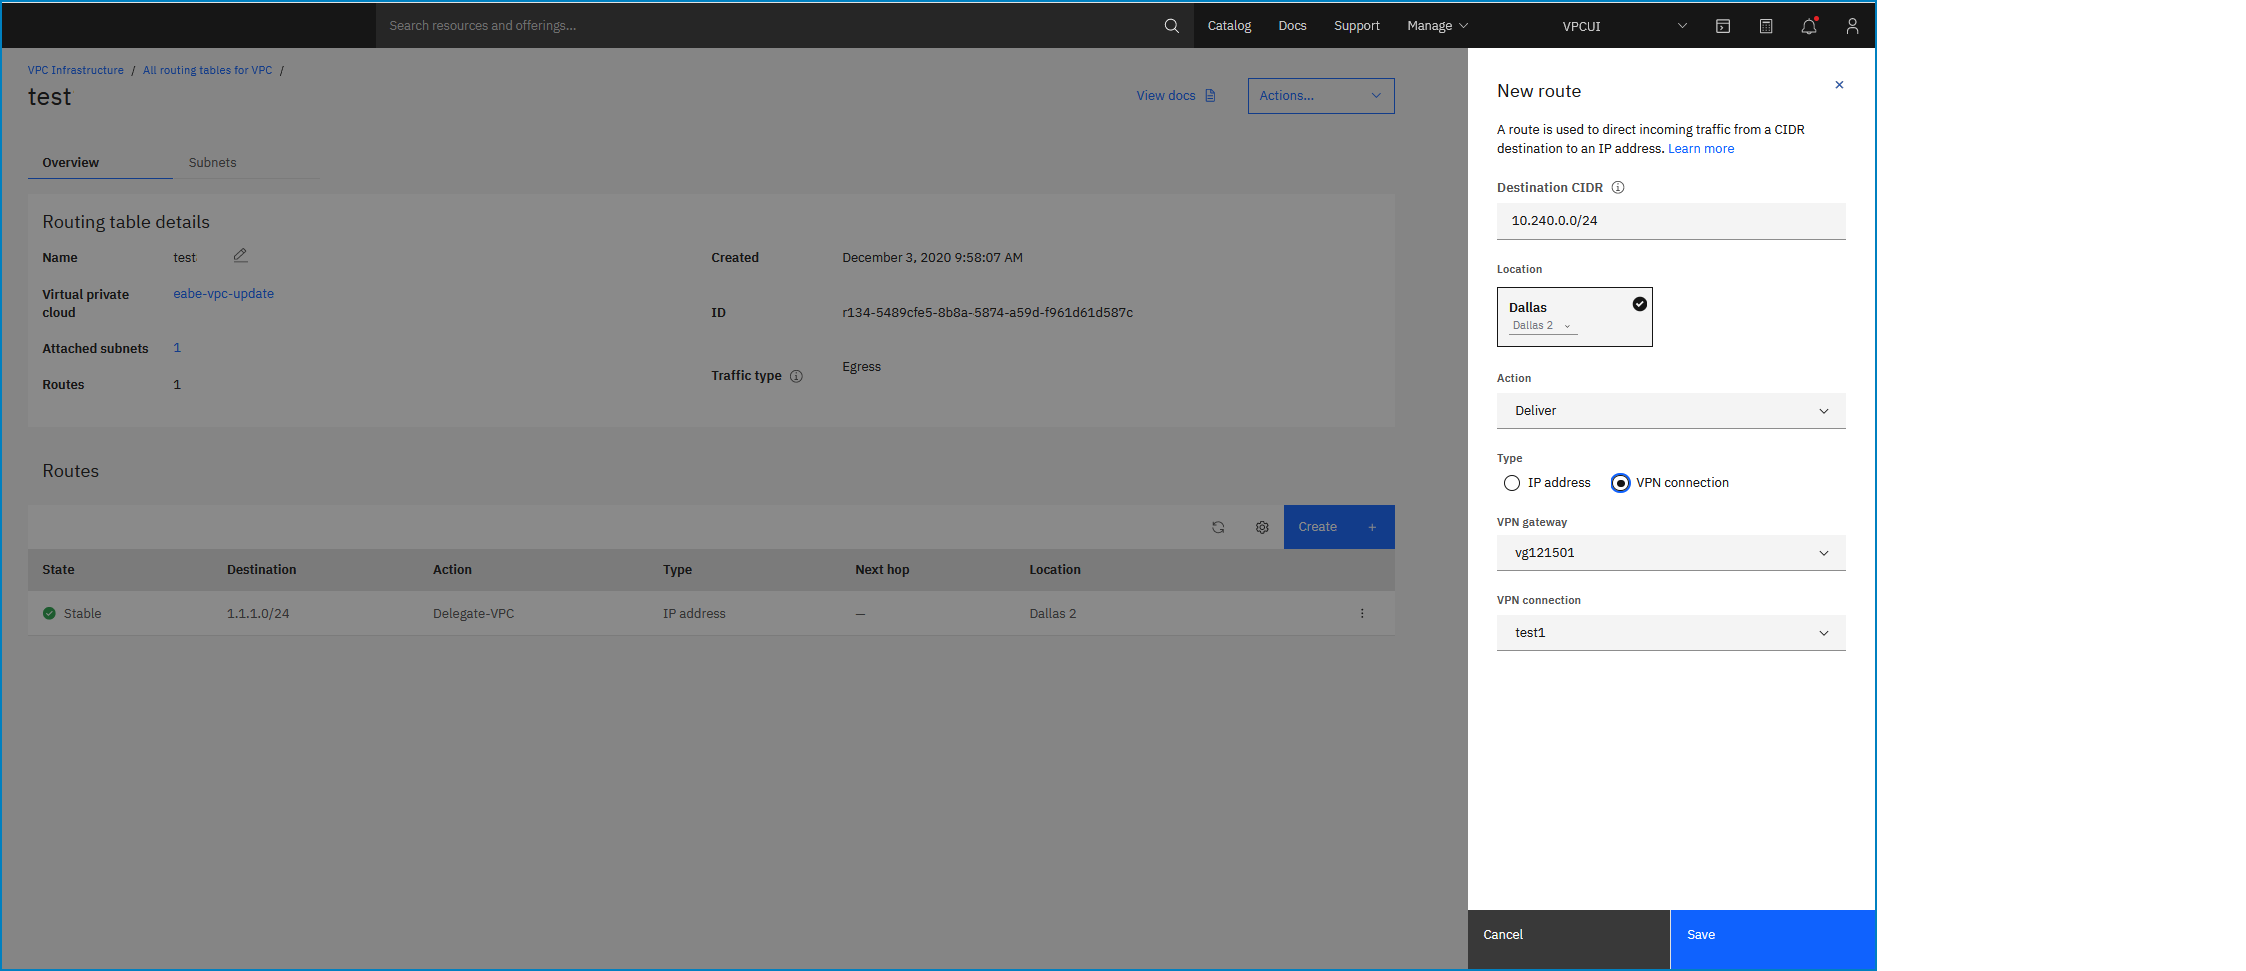 Search resources and offerings...
Catalog Docs Support Manage VPCUI
VPC Infrastructure / All routing tables for VPC /
test
View docs
Actions...
Overview Subnets
Routing table details
Name test
Virtual private cloud eabe-vpc-update
Attached subnets 1
Routes 1
Created December 3, 2020 9:58:07 AM
ID r134-5489cfe5-8b8a-5874-a59d-f961d61d587c
Traffic type Egress
Routes
Create +
State Destination Action Type Next hop Location
Stable 1.1.1.0/24 Delegate-VPC IP address — Dallas 2
New route
A route is used to direct incoming traffic from a CIDR
destination to an IP address. Learn more
Destination CIDR
10.240.0.0/24
Location
Dallas
Dallas 2
Action
Deliver
Type
IP address VPN connection
VPN gateway
vg121501
VPN connection
test1
Cancel Save